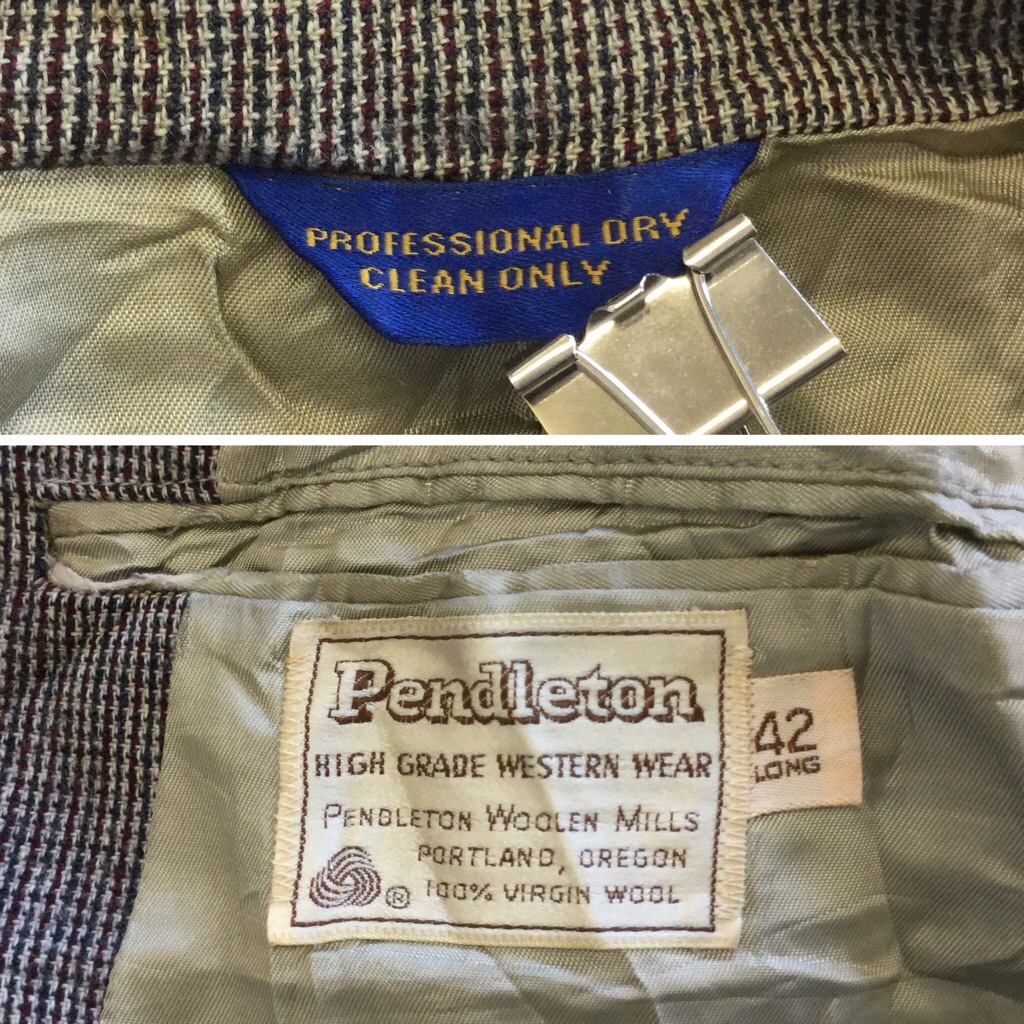 PROFESSIONAL DRY
CLEAN ONLY
Pendleton
HIGH GRADE WESTERN WEAR
PENDLETON WOOLEN MILLS
PORTLAND, OREGON
® 100% VIRGIN WOOL
42
LONG